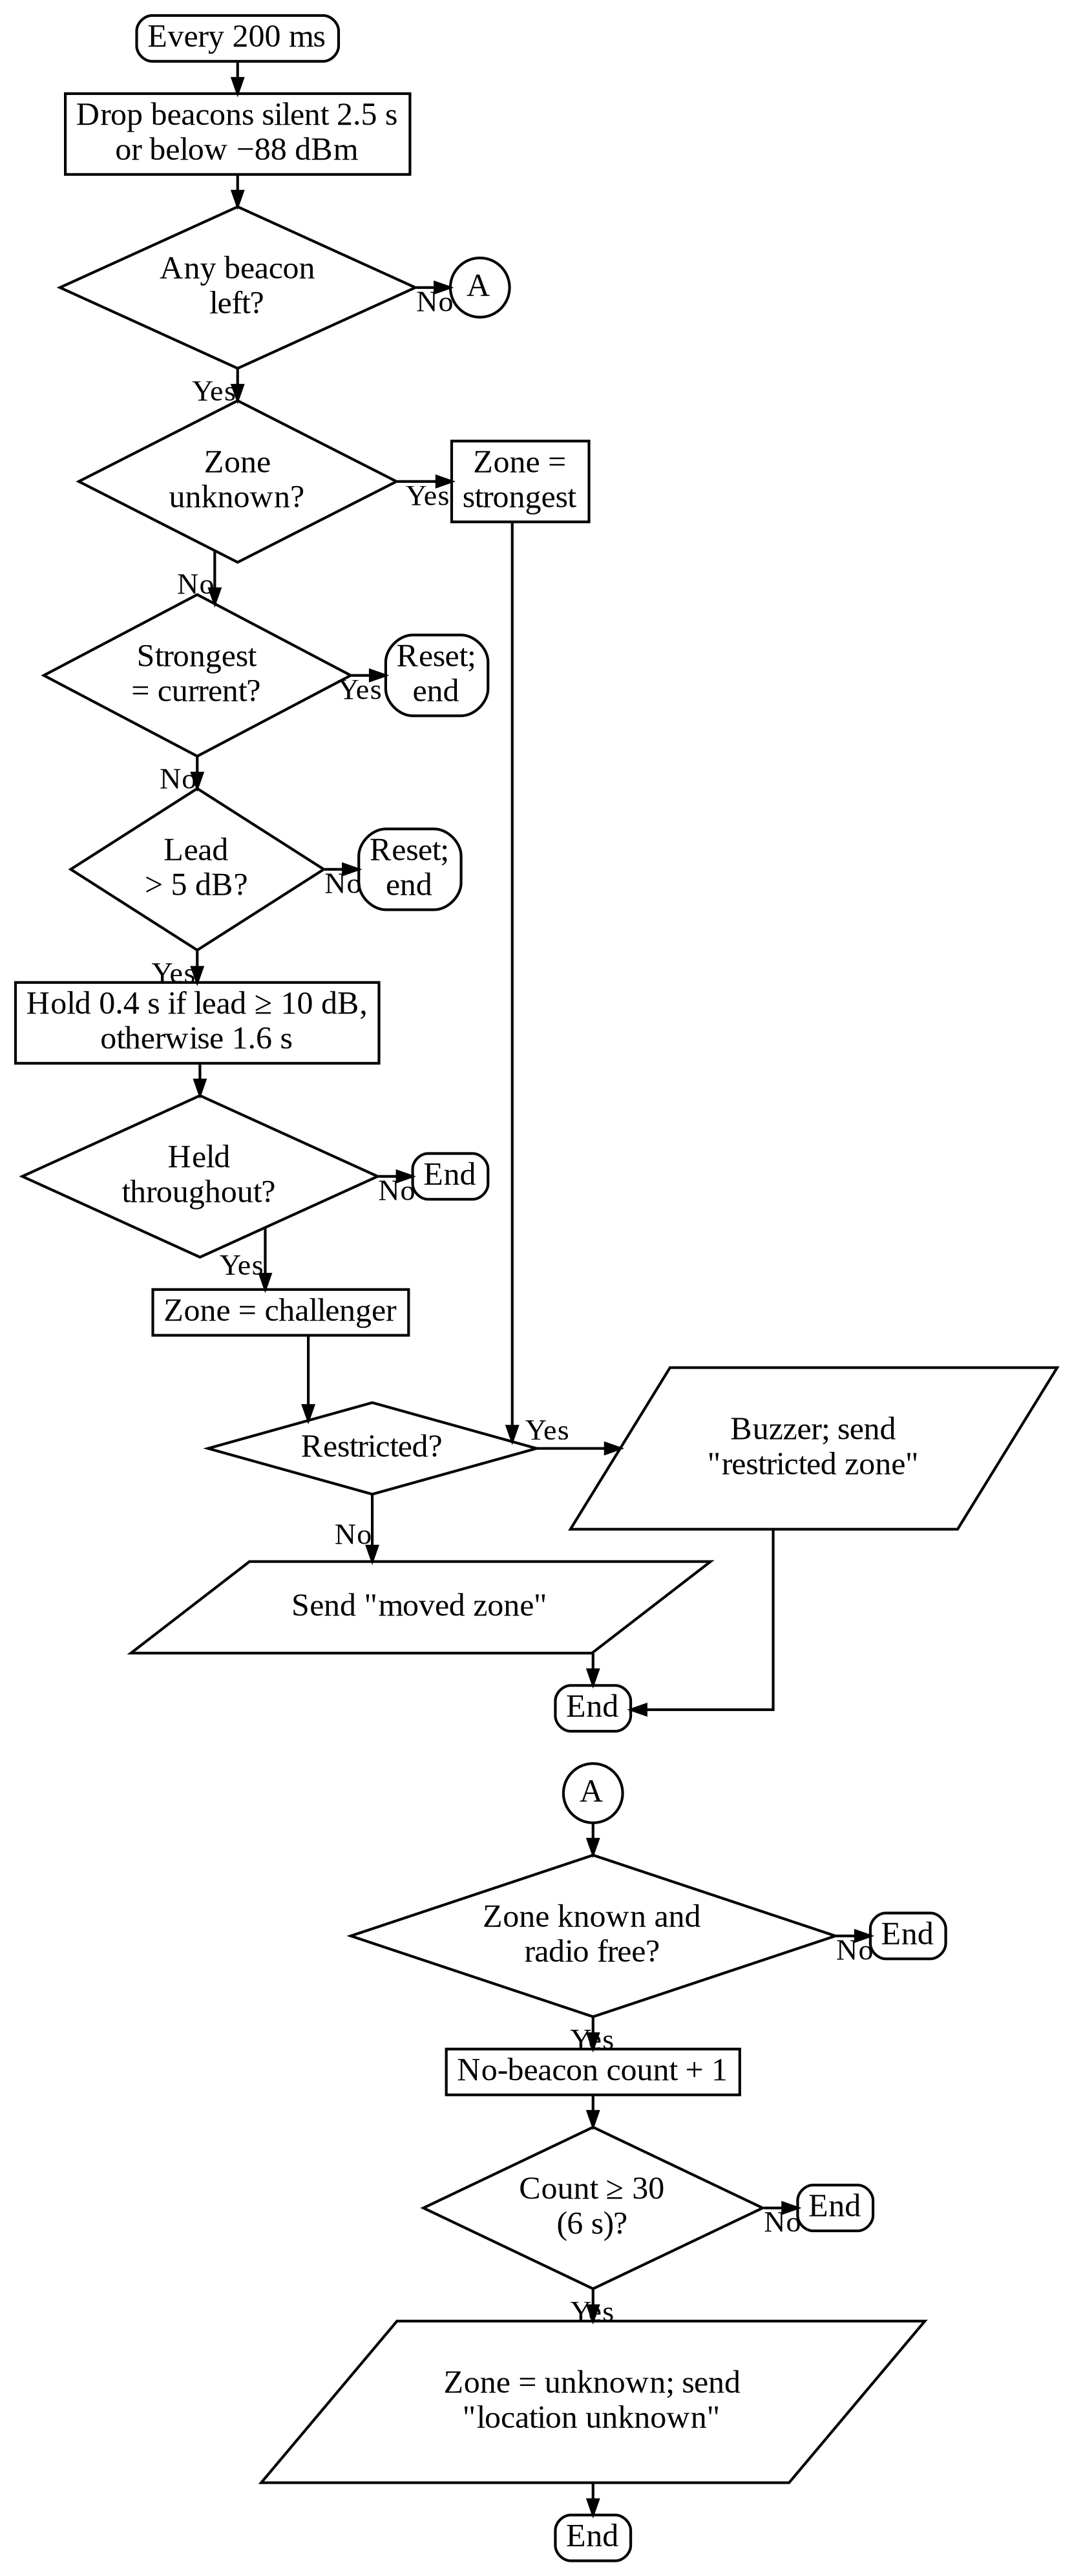 Every 200 ms
Drop beacons silent 2.5 s
or below −88 dBm
Any beacon
left?
No
A
Yes
Zone
unknown?
Yes
Zone =
strongest
No
Strongest
= current?
Yes
Reset;
end
No
Lead
> 5 dB?
No
Reset;
end
Yes
Hold 0.4 s if lead ≥ 10 dB,
otherwise 1.6 s
Held
throughout?
No
End
Yes
Zone = challenger
Restricted?
Yes
Buzzer; send
"restricted zone"
No
Send "moved zone"
End
A
Zone known and
radio free?
No
End
Yes
No-beacon count + 1
Count ≥ 30
(6 s)?
No
End
Yes
Zone = unknown; send
"location unknown"
End